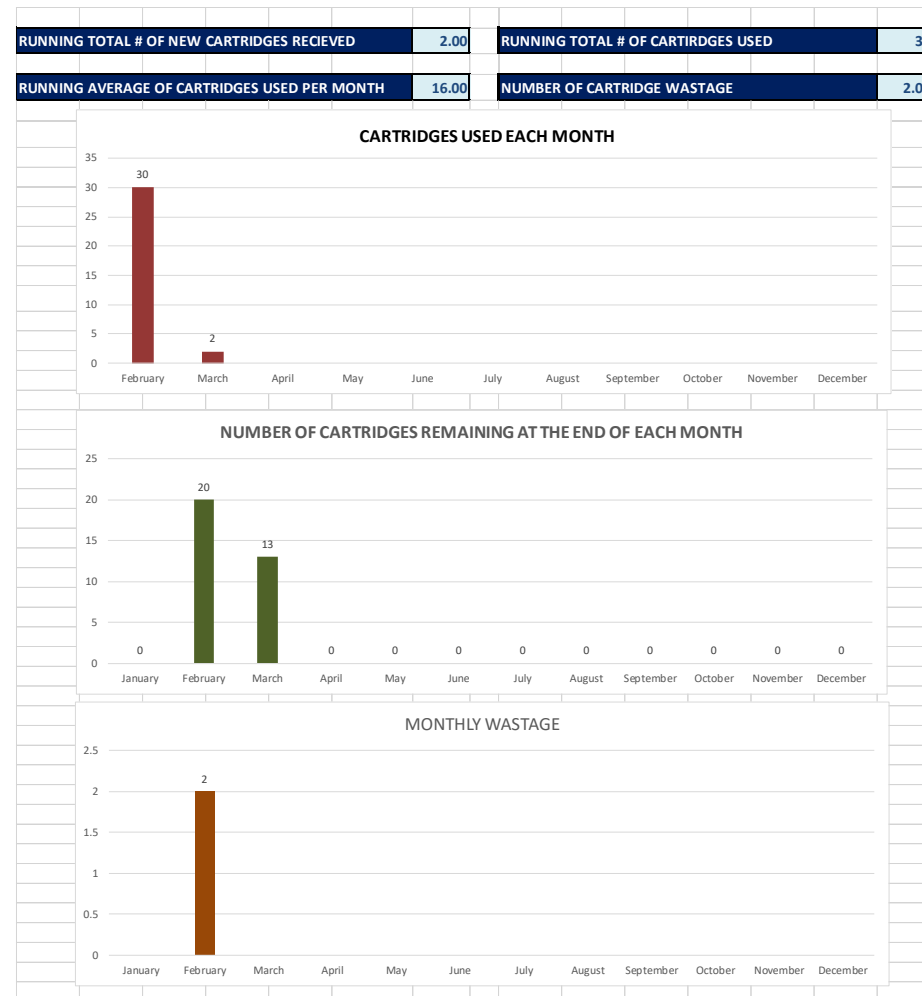 RUNNING TOTAL # OF NEW CARTRIDGES RECIEVED 2.00 RUNNING TOTAL # OF CARTIRDGES USED 3
RUNNING AVERAGE OF CARTRIDGES USED PER MONTH 16.00 NUMBER OF CARTRIDGE WASTAGE 2.0
CARTRIDGES USED EACH MONTH
35
30
30
25
20
15
10
5
2
0
February March April May June July August September October November December
NUMBER OF CARTRIDGES REMAINING AT THE END OF EACH MONTH
25
20
20
15
13
10
5
0 0 0 0 0 0 0 0 0 0
0
January February March April May June July August September October November December
MONTHLY WASTAGE
2.5
2
2
1.5
1
0.5
0
January February March April May June July August September October November December